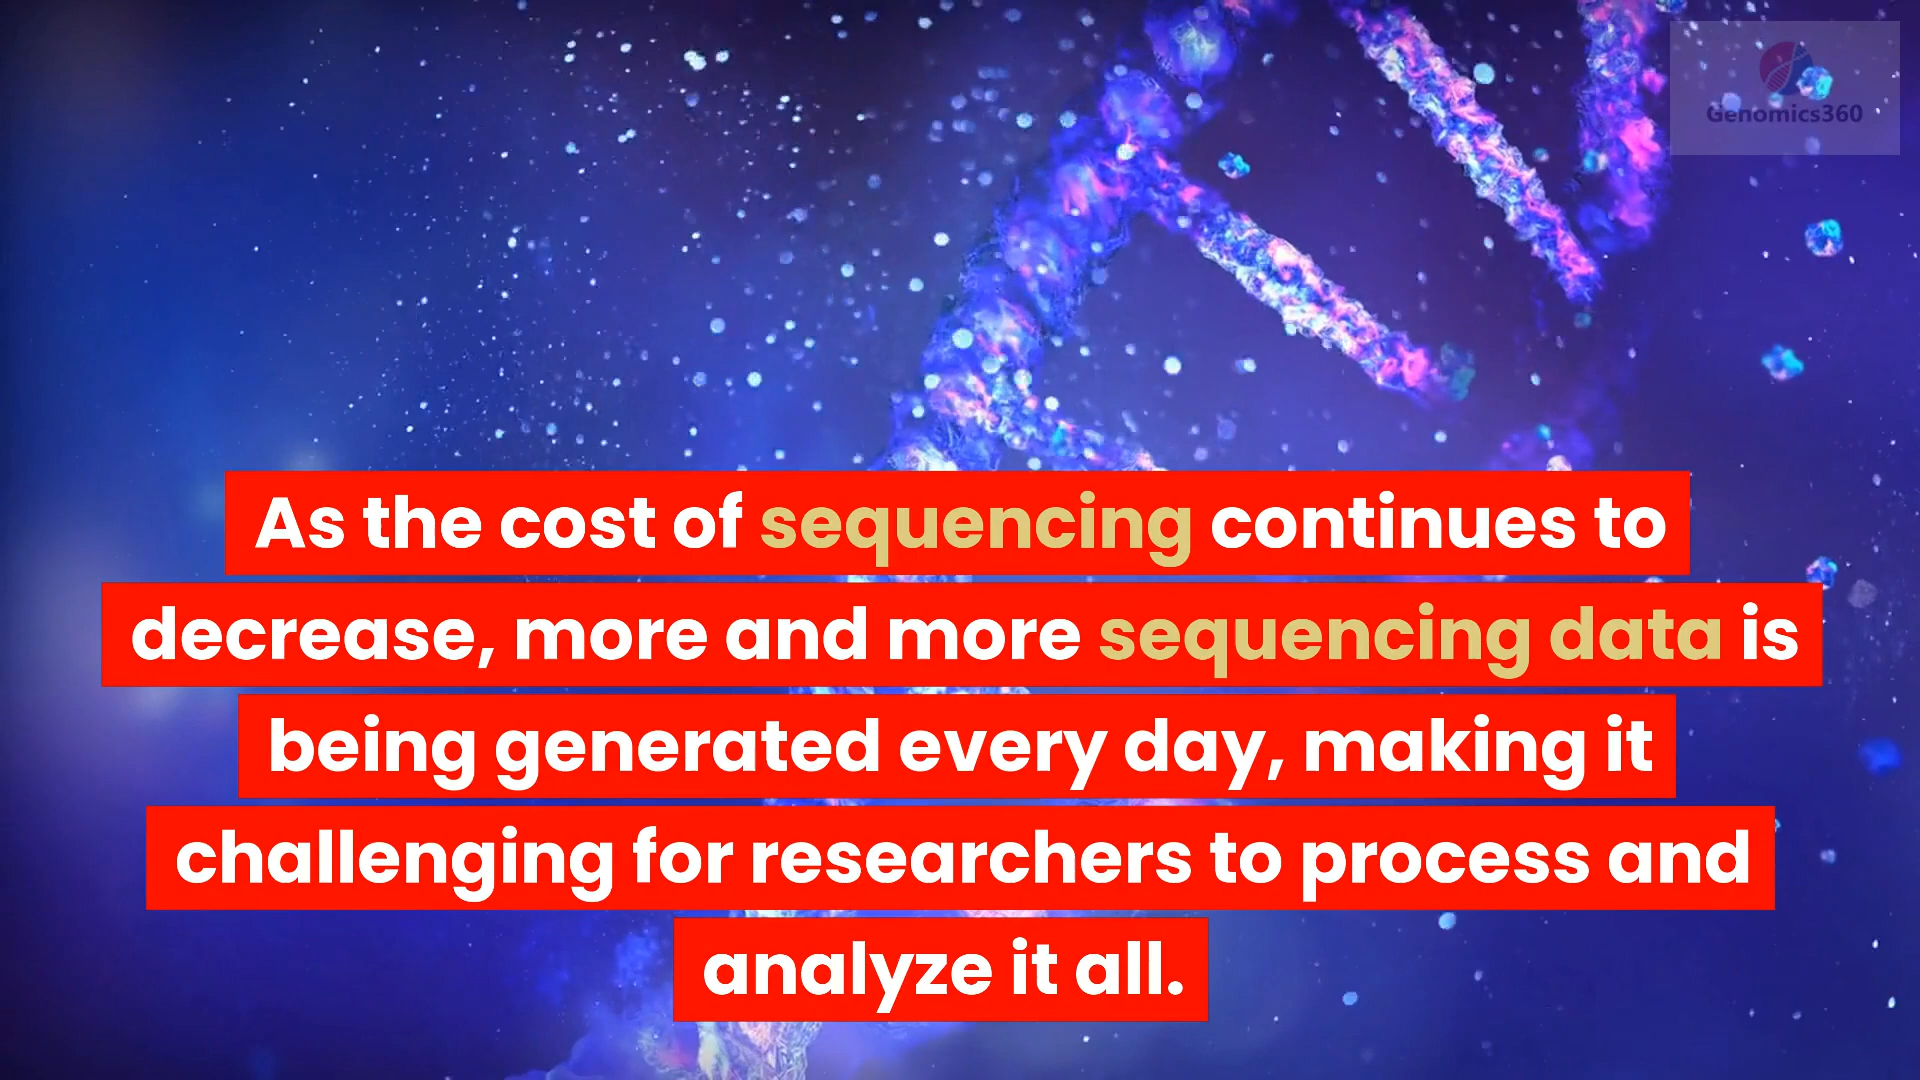 Genomics360
As the cost of sequencing continues to
decrease, more and more sequencing data is
being generated every day, making it
challenging for researchers to process and
analyze it all.